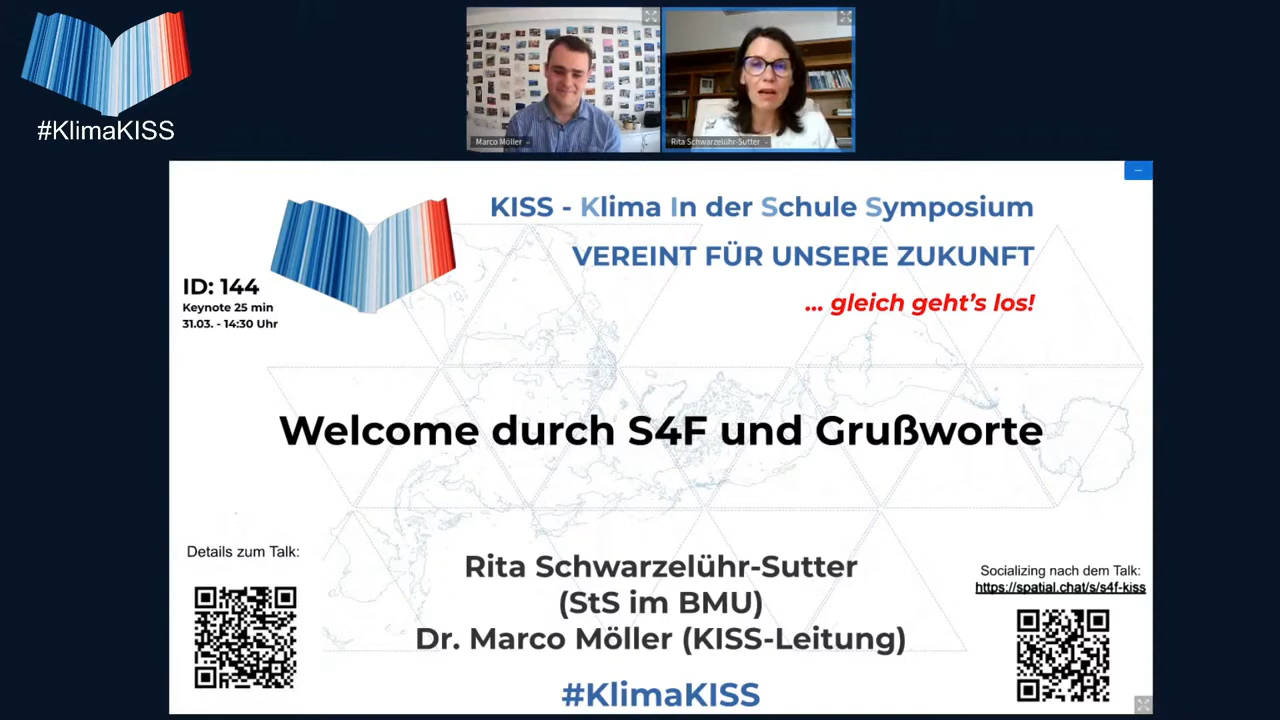 #KlimaKISS
Marco Möller
Rita Schwarzelühr-Sutter
KISS - Klima In der Schule Symposium
VEREINT FÜR UNSERE ZUKUNFT
... gleich geht's los!
ID: 144
Keynote 25 min
31.03. - 14:30 Uhr
Welcome durch S4F und Grußworte
Details zum Talk:
Rita Schwarzelühr-Sutter
(StS im BMU)
Dr. Marco Möller (KISS-Leitung)
#KlimaKISS
Socializing nach dem Talk:
https://spatial.chat/s/s4f-kiss